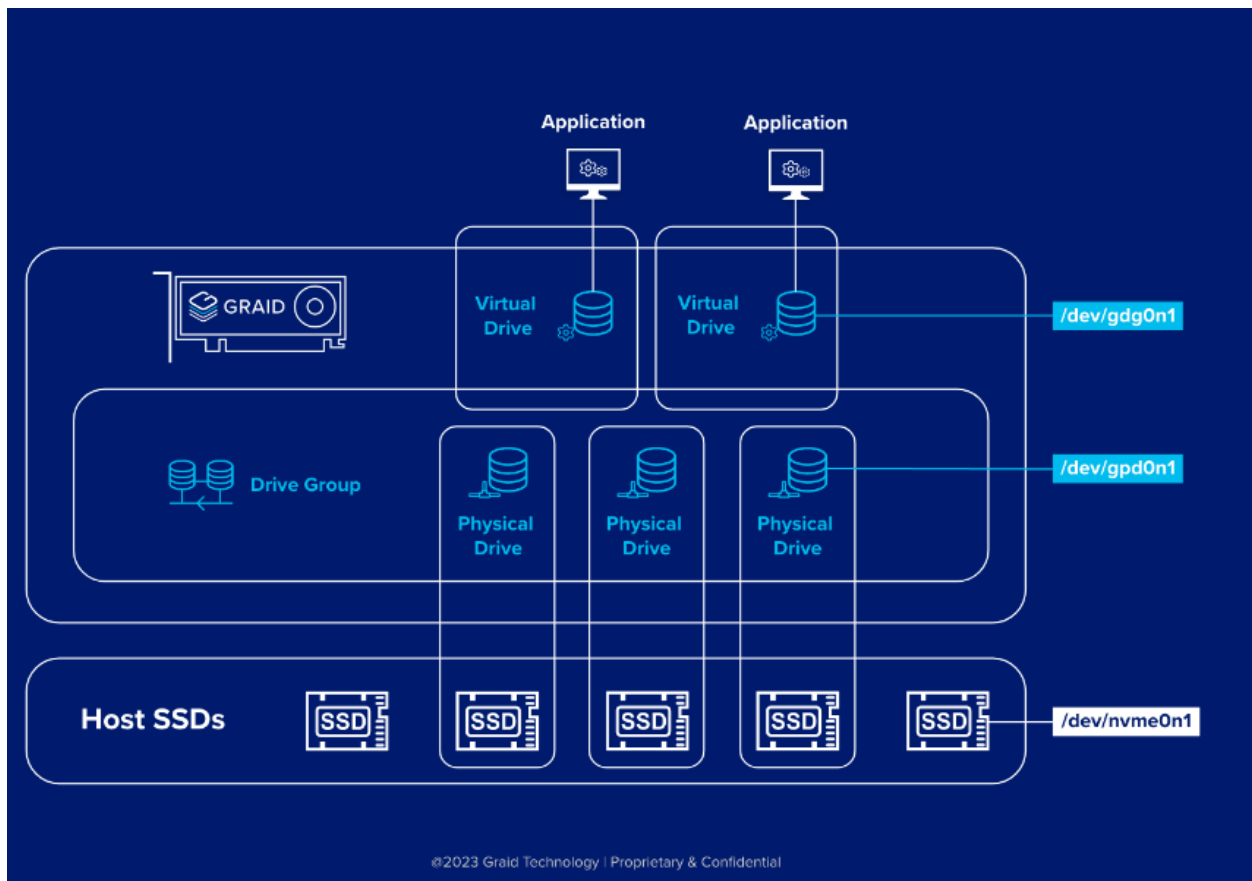 Application
Application
GRAID
Virtual
Drive
Virtual
Drive
/dev/gdg0n1
Drive Group
Physical
Drive
Physical
Drive
Physical
Drive
/dev/gpd0n1
Host SSDs
SSD
SSD
SSD
SSD
SSD
/dev/nvme0n1
@2023 Graid Technology | Proprietary & Confidential